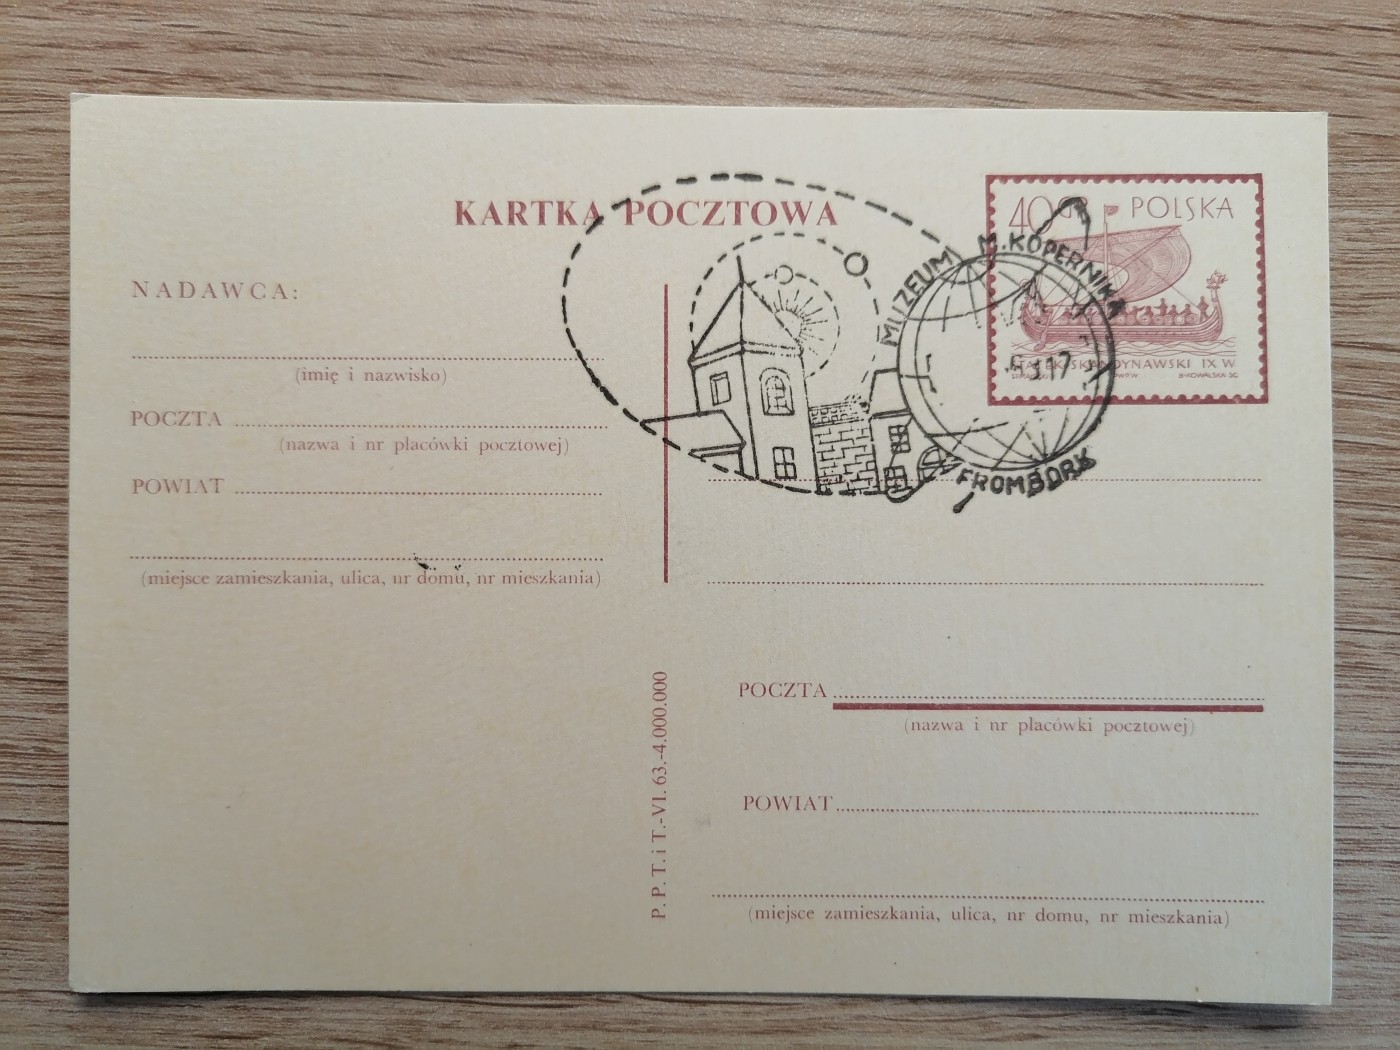 KARTKA POCZTOWA
40 GR POLSKA
STATEK SKANDYNAWSKI IX W.
MUZEUM M. KOPERNIKA
FROMBORK
NADAWCA:
(imię i nazwisko)
POCZTA
(nazwa i nr placówki pocztowej)
POWIAT
(miejsce zamieszkania, ulica, nr domu, nr mieszkania)
P. P. T. i T.-VI. 63.-4.000.000
POCZTA
(nazwa i nr placówki pocztowej)
POWIAT
(miejsce zamieszkania, ulica, nr domu, nr mieszkania)